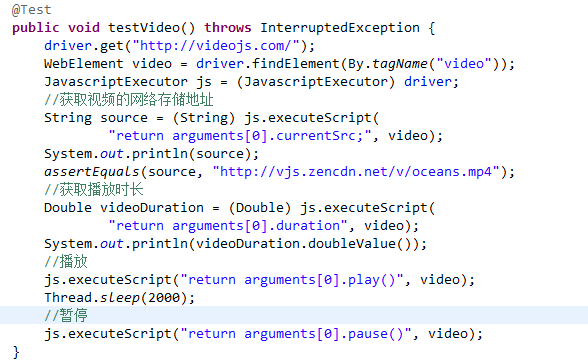 @Test
public void testVideo() throws InterruptedException {
driver.get("http://videojs.com/");
WebElement video = driver.findElement(By.tagName("video"));
JavascriptExecutor js = (JavascriptExecutor) driver;
//获取视频的网络存储地址
String source = (String) js.executeScript(
"return arguments[0].currentSrc;", video);
System.out.println(source);
assertEquals(source, "http://vjs.zencdn.net/v/oceans.mp4");
//获取播放时长
Double videoDuration = (Double) js.executeScript(
"return arguments[0].duration", video);
System.out.println(videoDuration.doubleValue());
//播放
js.executeScript("return arguments[0].play()", video);
Thread.sleep(2000);
//暂停
js.executeScript("return arguments[0].pause()", video);
}